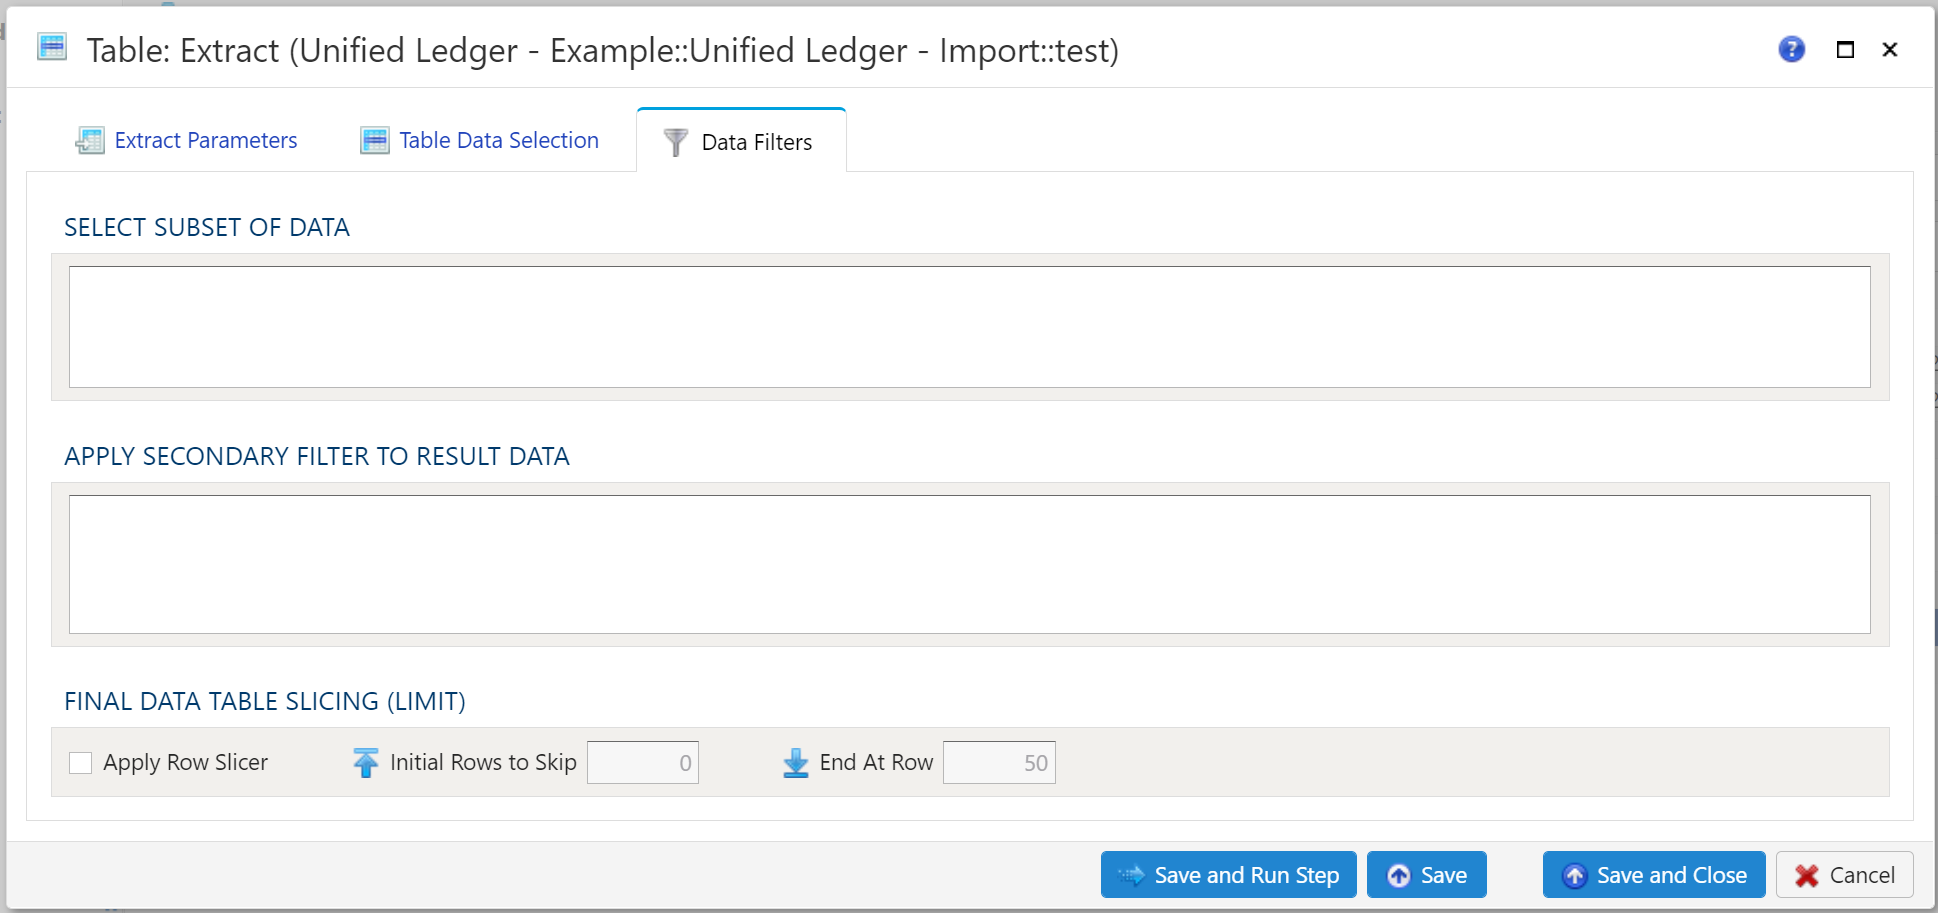 Table: Extract (Unified Ledger - Example::Unified Ledger - Import::test)
?
Extract Parameters
Table Data Selection
Data Filters
SELECT SUBSET OF DATA
APPLY SECONDARY FILTER TO RESULT DATA
FINAL DATA TABLE SLICING (LIMIT)
Apply Row Slicer Initial Rows to Skip 0 End At Row 50
Save and Run Step Save Save and Close Cancel